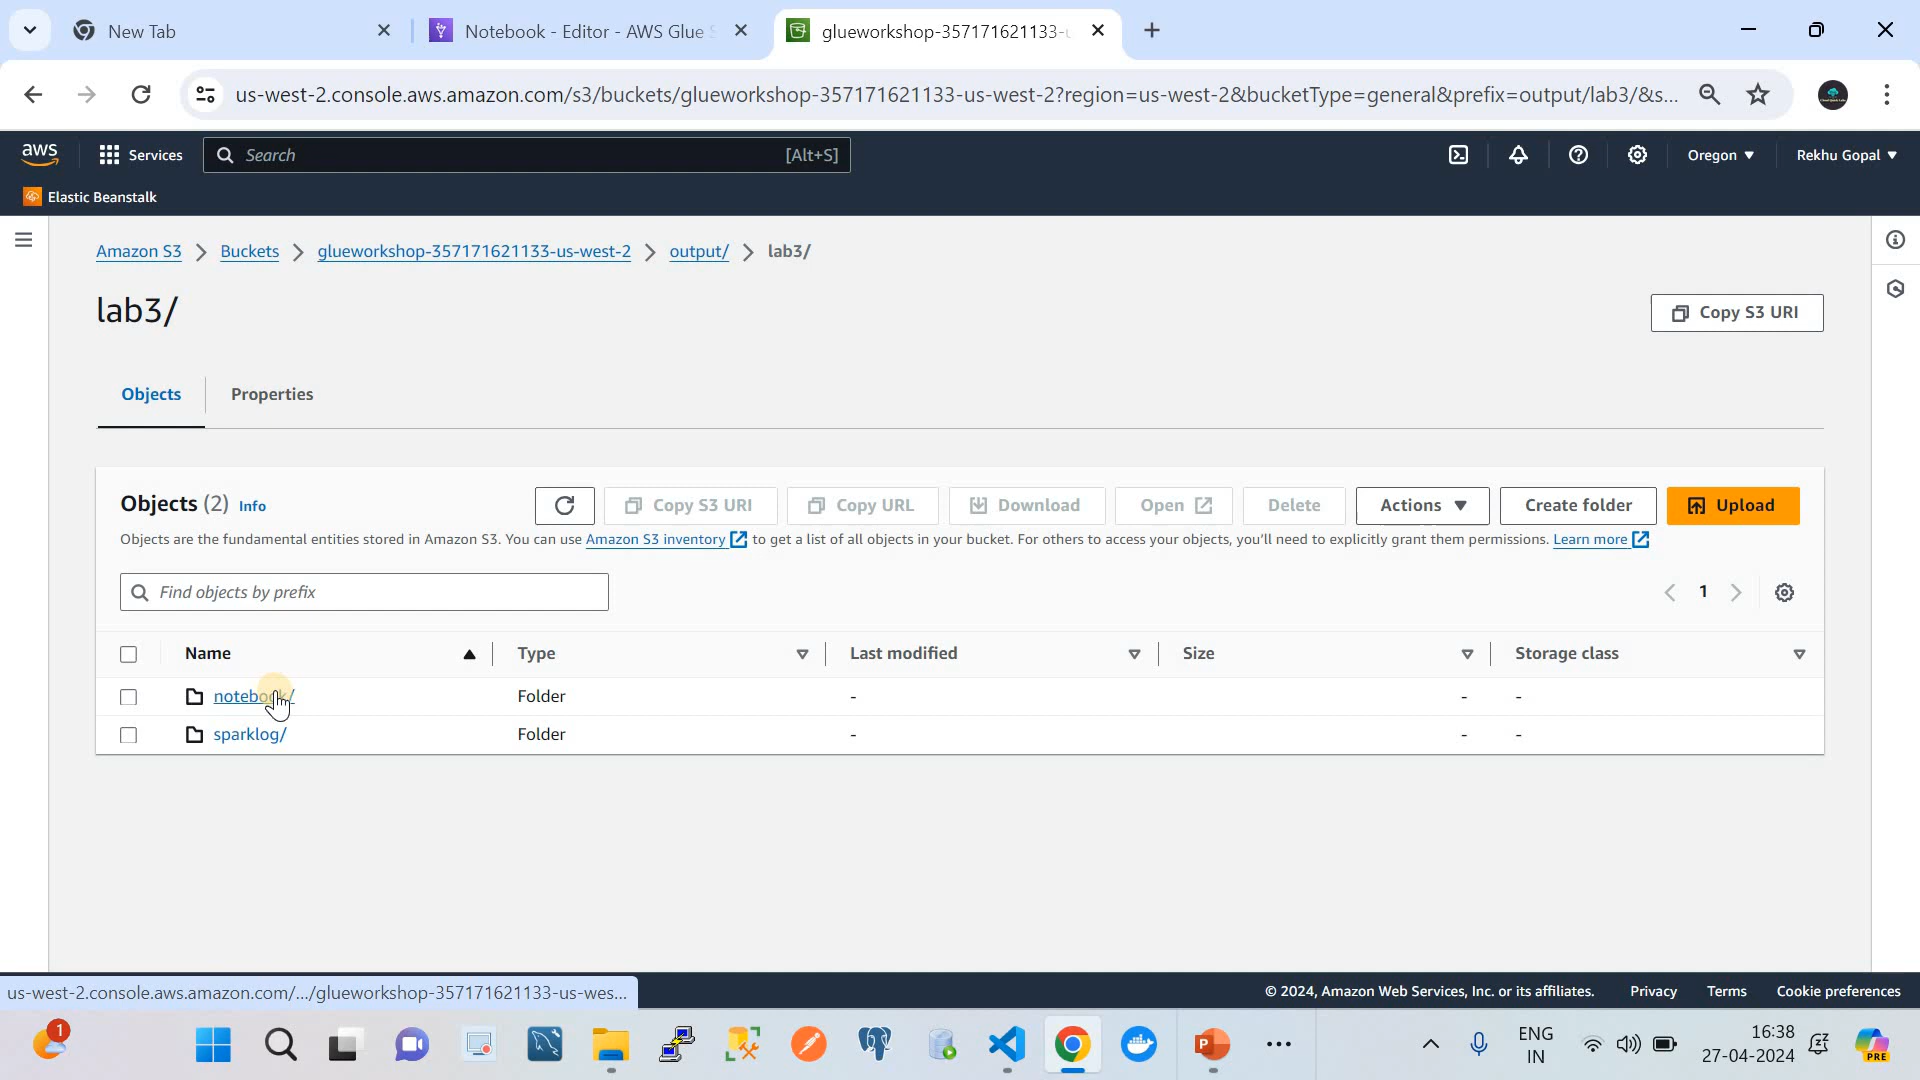 New Tab
Notebook - Editor - AWS Glue S
glueworkshop-357171621133-u
us-west-2.console.aws.amazon.com/s3/buckets/glueworkshop-357171621133-us-west-2?region=us-west-2&bucketType=general&prefix=output/lab3/&s...
aws
Services
Search
[Alt+S]
Oregon
Rekhu Gopal
Elastic Beanstalk
Amazon S3
Buckets
glueworkshop-357171621133-us-west-2
output/
lab3/
lab3/
Copy S3 URI
Objects
Properties
Objects (2) Info
Copy S3 URI
Copy URL
Download
Open
Delete
Actions
Create folder
Upload
Objects are the fundamental entities stored in Amazon S3. You can use Amazon S3 inventory to get a list of all objects in your bucket. For others to access your objects, you'll need to explicitly grant them permissions. Learn more
Find objects by prefix
1
Name
Type
Last modified
Size
Storage class
notebook/
Folder
-
-
-
sparklog/
Folder
-
-
-
us-west-2.console.aws.amazon.com/.../glueworkshop-357171621133-us-wes...
© 2024, Amazon Web Services, Inc. or its affiliates.
Privacy
Terms
Cookie preferences
1
ENG
IN
16:38
27-04-2024
PRE